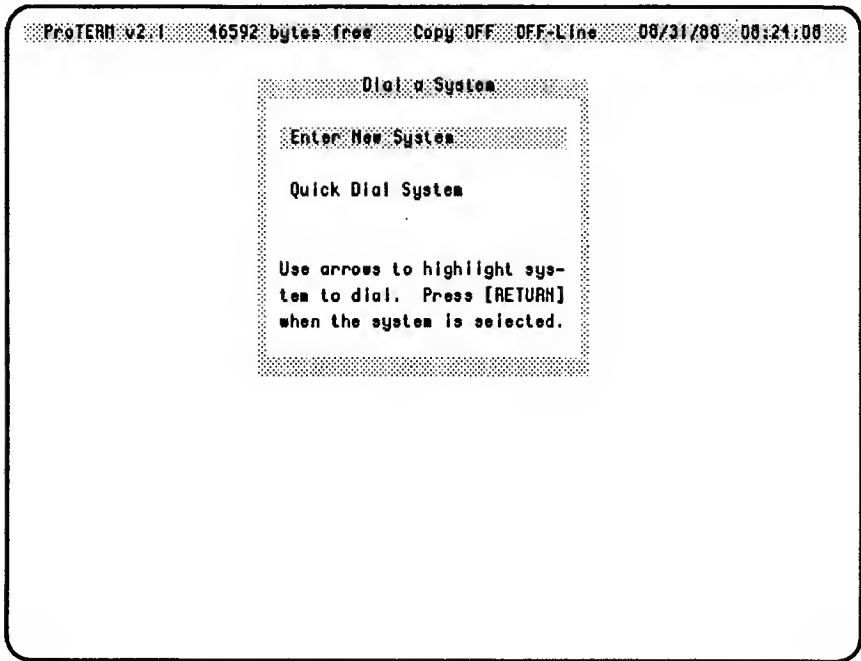 ProTERM v2.1 46592 bytes free Copy OFF OFF-Line 08/31/88 08:24:08
Dial a System
Enter New System
Quick Dial System
Use arrows to highlight sys-
tem to dial. Press [RETURN]
when the system is selected.